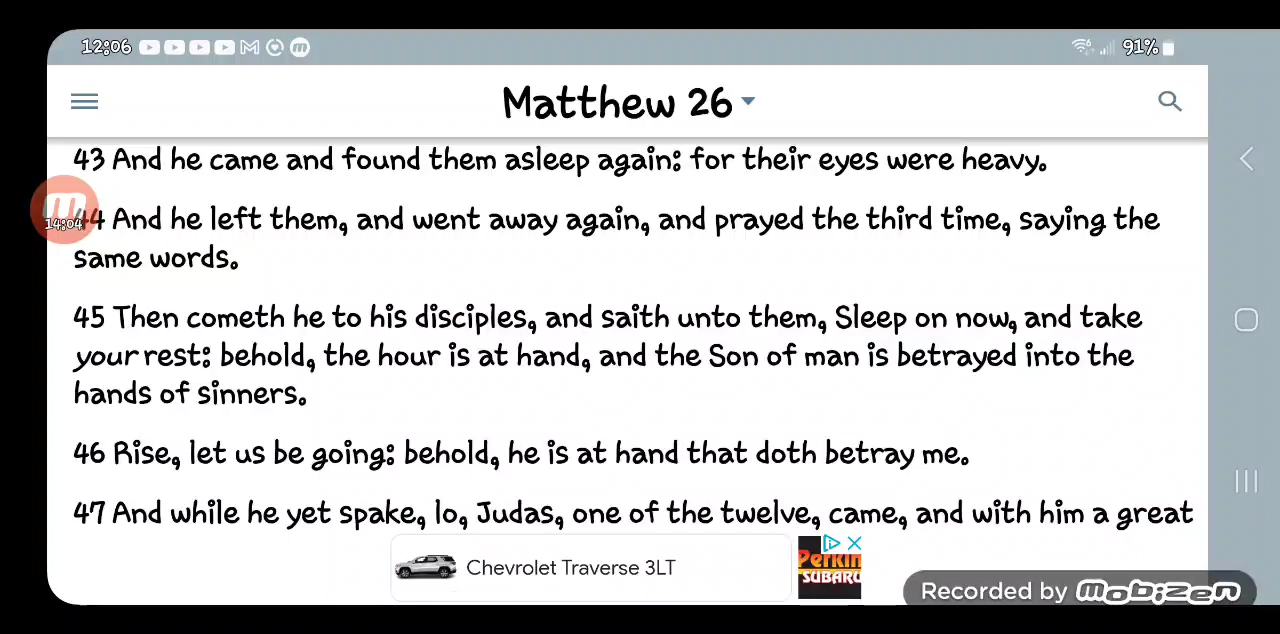 12:06 91%
Matthew 26
43 And he came and found them asleep again: for their eyes were heavy.
14:04
44 And he left them, and went away again, and prayed the third time, saying the
same words.
45 Then cometh he to his disciples, and saith unto them, Sleep on now, and take
your rest: behold, the hour is at hand, and the Son of man is betrayed into the
hands of sinners.
46 Rise, let us be going: behold, he is at hand that doth betray me.
47 And while he yet spake, lo, Judas, one of the twelve, came, and with him a great
Chevrolet Traverse 3LT
Perkin
SUBARU
Recorded by mobizen